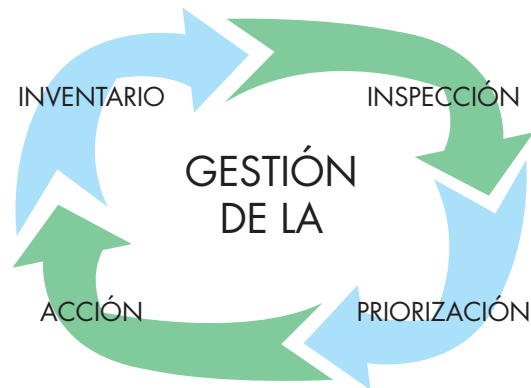 INVENTARIO
INSPECCIÓN
GESTIÓN
DE LA
ACCIÓN
PRIORIZACIÓN